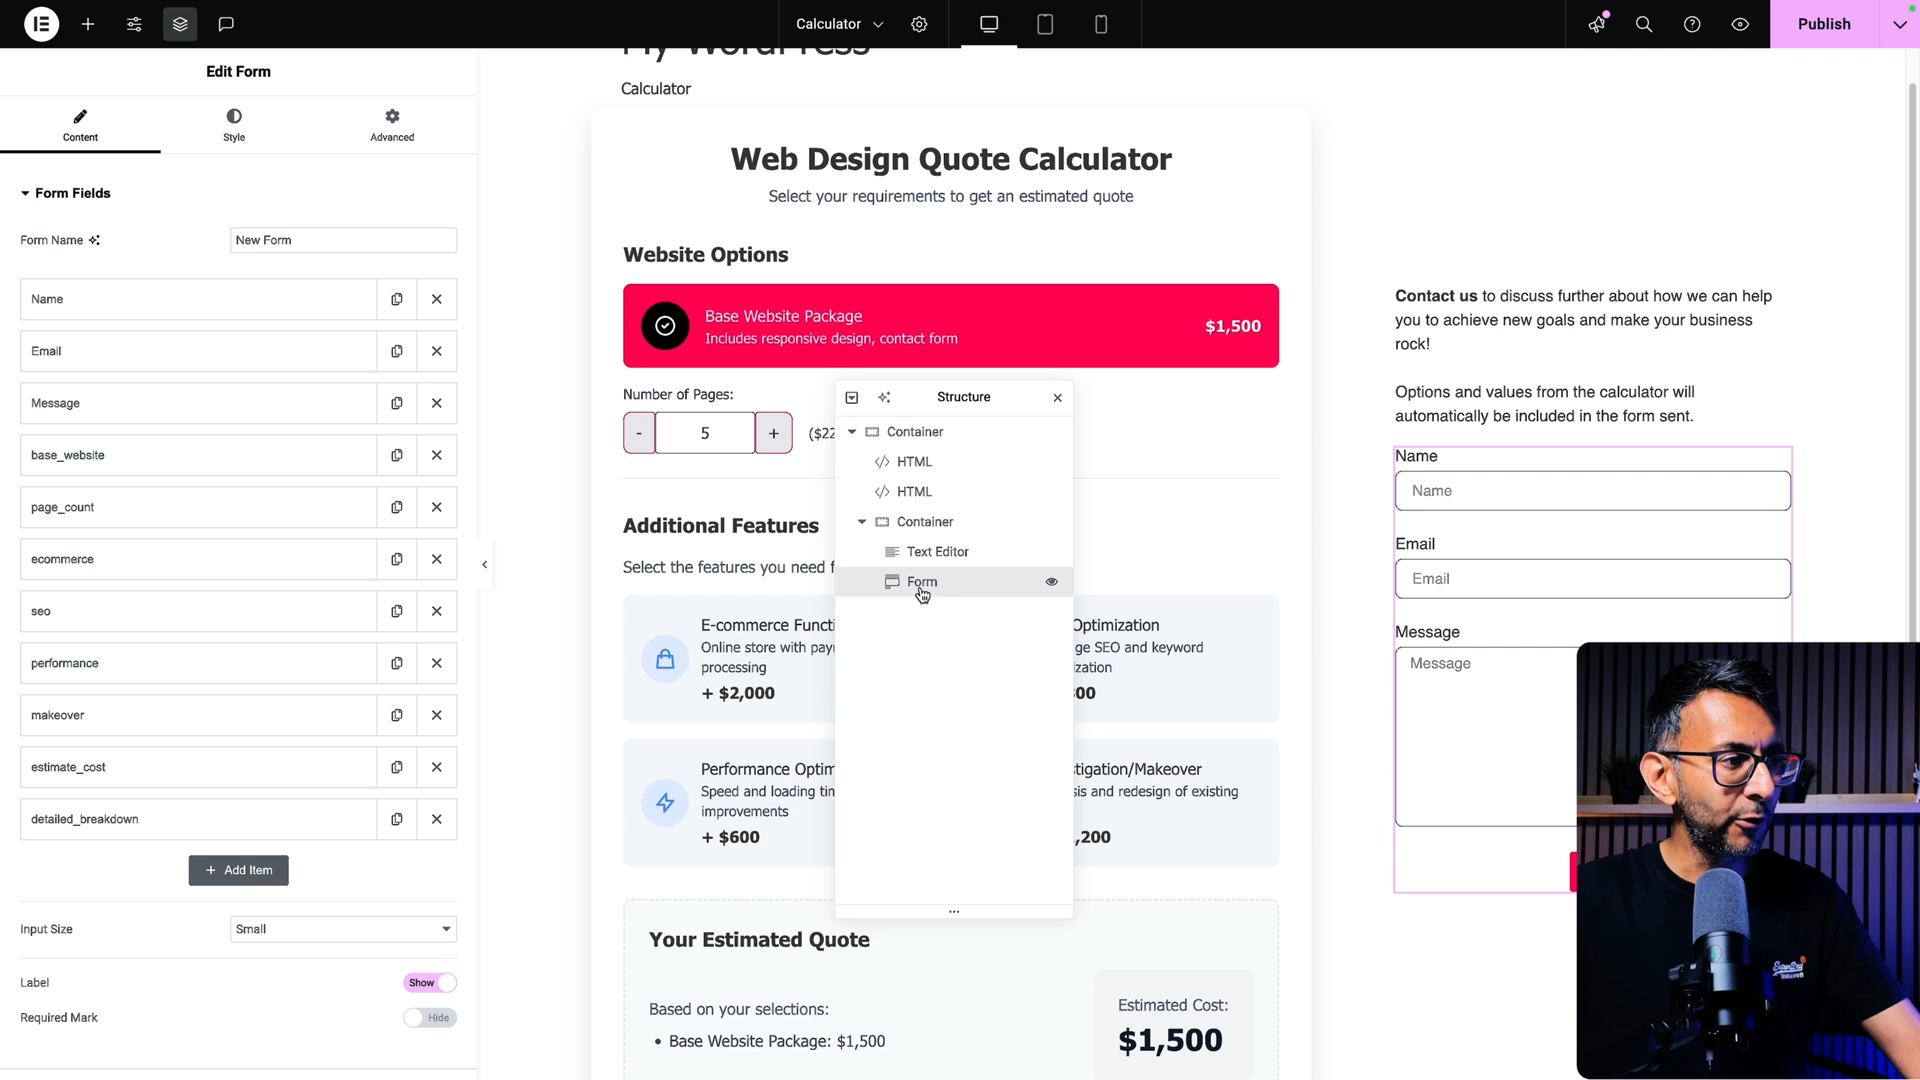 Calculator
Publish
Edit Form
Content
Style
Advanced
Form Fields
Form Name
New Form
Name
Email
Message
base_website
page_count
ecommerce
seo
performance
makeover
estimate_cost
detailed_breakdown
+ Add Item
Input Size
Small
Label
Show
Required Mark
Hide
My WordPress
Calculator
Web Design Quote Calculator
Select your requirements to get an estimated quote
Website Options
Base Website Package
Includes responsive design, contact form
$1,500
Number of Pages:
-
5
+
($22
Additional Features
Select the features you need f
E-commerce Functi
Online store with payr
processing
+ $2,000
Optimization
ge SEO and keyword
ization
00
Performance Optim
Speed and loading tin
improvements
+ $600
tigation/Makeover
sis and redesign of existing
,200
Structure
Container
HTML
HTML
Container
Text Editor
Form
Your Estimated Quote
Based on your selections:
• Base Website Package: $1,500
Estimated Cost:
$1,500
Contact us to discuss further about how we can help
you to achieve new goals and make your business
rock!
Options and values from the calculator will
automatically be included in the form sent.
Name
Name
Email
Email
Message
Message